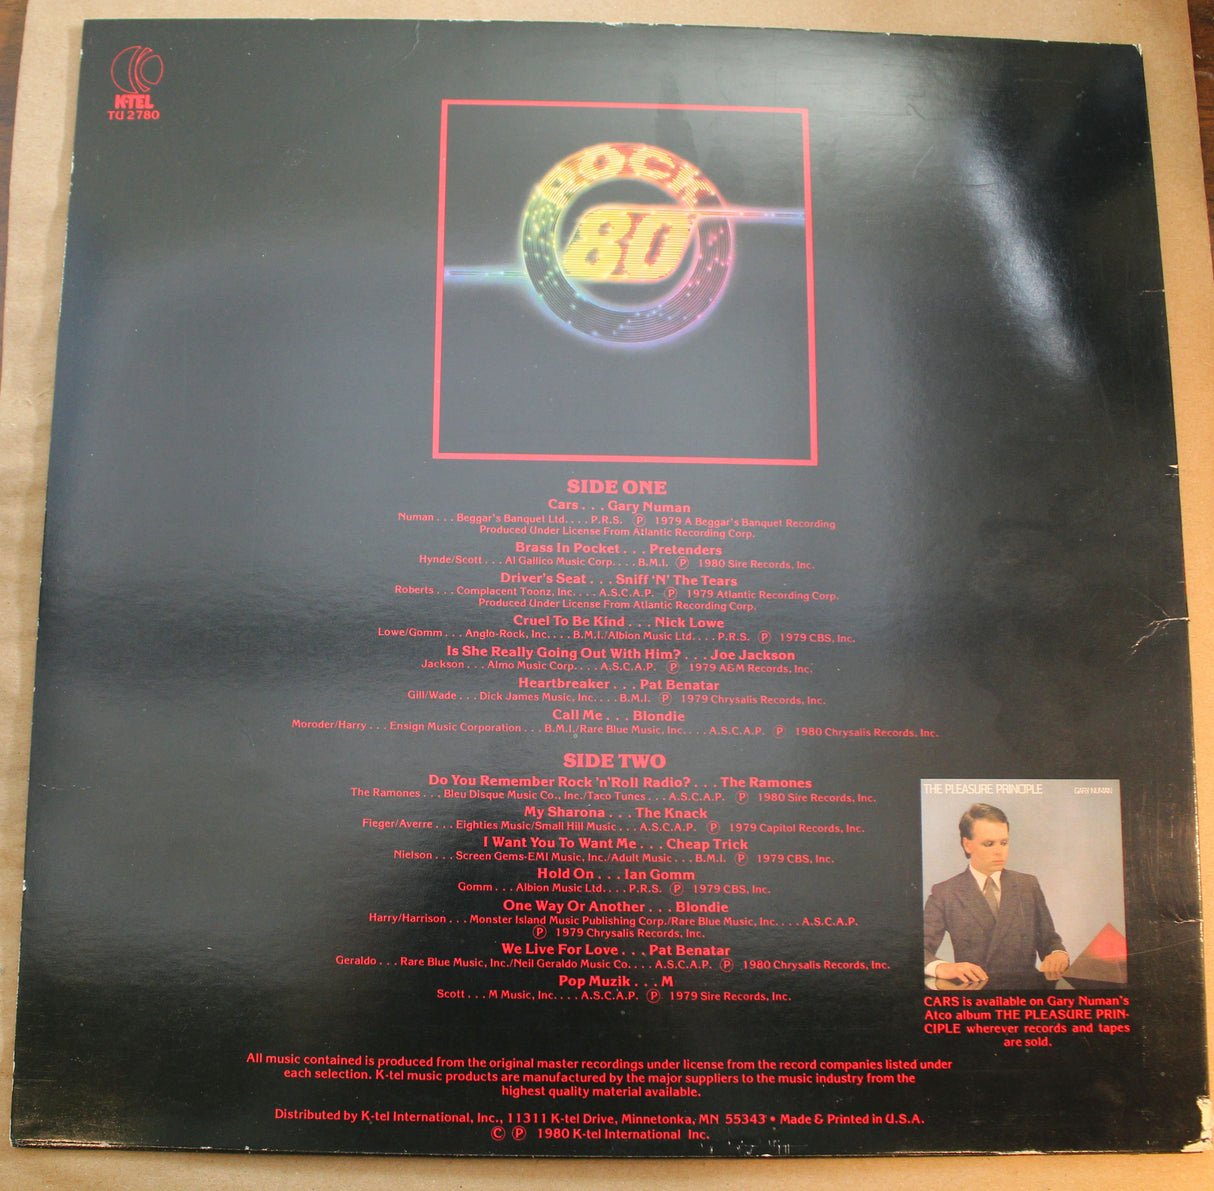 K-TEL
TU 2780
ROCK
80
SIDE ONE
Cars . . . Gary Numan
Numan . . . Beggar's Banquet Ltd. . . . P.R.S. Ⓟ 1979 A Beggar's Banquet Recording
Produced Under License From Atlantic Recording Corp.
Brass In Pocket . . . Pretenders
Hynde/Scott . . . Al Gallico Music Corp. . . . B.M.I. Ⓟ 1980 Sire Records, Inc.
Driver's Seat . . . Sniff 'N' The Tears
Roberts . . . Complacent Toonz, Inc. . . . A.S.C.A.P. Ⓟ 1979 Atlantic Recording Corp.
Produced Under License From Atlantic Recording Corp.
Cruel To Be Kind . . . Nick Lowe
Lowe/Gomm . . . Anglo-Rock, Inc. . . . B.M.I./Albion Music Ltd. . . . P.R.S. Ⓟ 1979 CBS, Inc.
Is She Really Going Out With Him? . . . Joe Jackson
Jackson . . . Almo Music Corp. . . . A.S.C.A.P. Ⓟ 1979 A&M Records, Inc.
Heartbreaker . . . Pat Benatar
Gill/Wade . . . Dick James Music, Inc. . . . B.M.I. Ⓟ 1979 Chrysalis Records, Inc.
Call Me . . . Blondie
Moroder/Harry . . . Ensign Music Corporation . . . B.M.I./Rare Blue Music, Inc. . . . A.S.C.A.P. Ⓟ 1980 Chrysalis Records, Inc.
SIDE TWO
Do You Remember Rock 'n' Roll Radio? . . . The Ramones
The Ramones . . . Bleu Disque Music Co., Inc./Taco Tunes . . . A.S.C.A.P. Ⓟ 1980 Sire Records, Inc.
My Sharona . . . The Knack
Fieger/Averre . . . Eighties Music/Small Hill Music . . . A.S.C.A.P. Ⓟ 1979 Capitol Records, Inc.
I Want You To Want Me . . . Cheap Trick
Nielson . . . Screen Gems-EMI Music, Inc./Adult Music . . . B.M.I. Ⓟ 1979 CBS, Inc.
Hold On . . . Ian Gomm
Gomm . . . Albion Music Ltd. . . . P.R.S. Ⓟ 1979 CBS, Inc.
One Way Or Another . . . Blondie
Harry/Harrison . . . Monster Island Music Publishing Corp./Rare Blue Music, Inc. . . . A.S.C.A.P.
Ⓟ 1979 Chrysalis Records, Inc.
We Live For Love . . . Pat Benatar
Geraldo . . . Rare Blue Music, Inc./Neil Geraldo Music Co. . . . A.S.C.A.P. Ⓟ 1980 Chrysalis Records, Inc.
Pop Muzik . . . M
Scott . . . M Music, Inc. . . . A.S.C.A.P. Ⓟ 1979 Sire Records, Inc.
THE PLEASURE PRINCIPLE GARY NUMAN
CARS is available on Gary Numan's
Atco album THE PLEASURE PRIN-
CIPLE wherever records and tapes
are sold.
All music contained is produced from the original master recordings under license from the record companies listed under
each selection. K-tel music products are manufactured by the major suppliers to the music industry from the
highest quality material available.
Distributed by K-tel International, Inc., 11311 K-tel Drive, Minnetonka, MN 55343 • Made & Printed in U.S.A.
© Ⓟ 1980 K-tel International Inc.